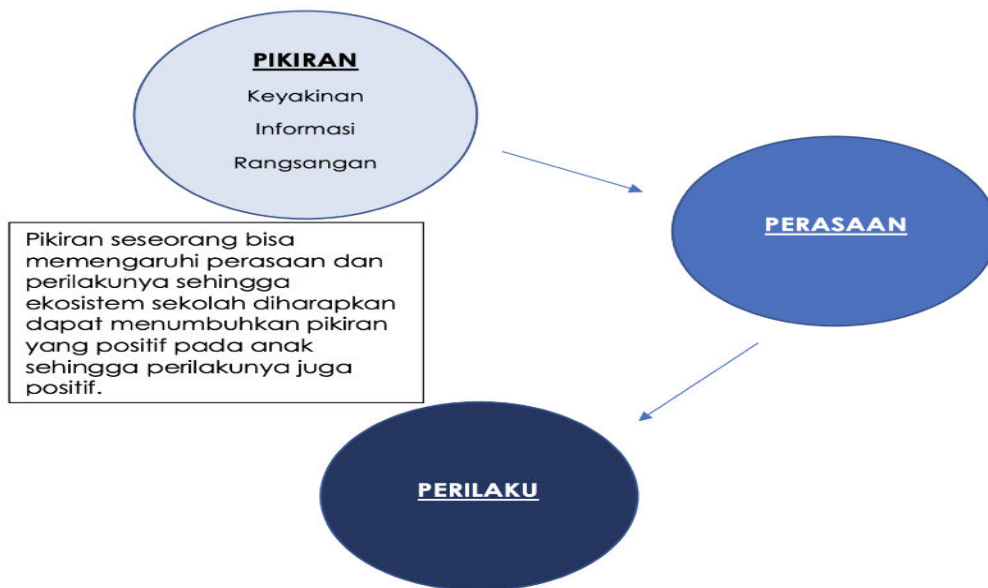 PIKIRAN
Keyakinan
Informasi
Rangsangan
PERASAAN
Pikiran seseorang bisa
memengaruhi perasaan dan
perilakunya sehingga
ekosistem sekolah diharapkan
dapat menumbuhkan pikiran
yang positif pada anak
sehingga perilakunya juga
positif.
PERILAKU